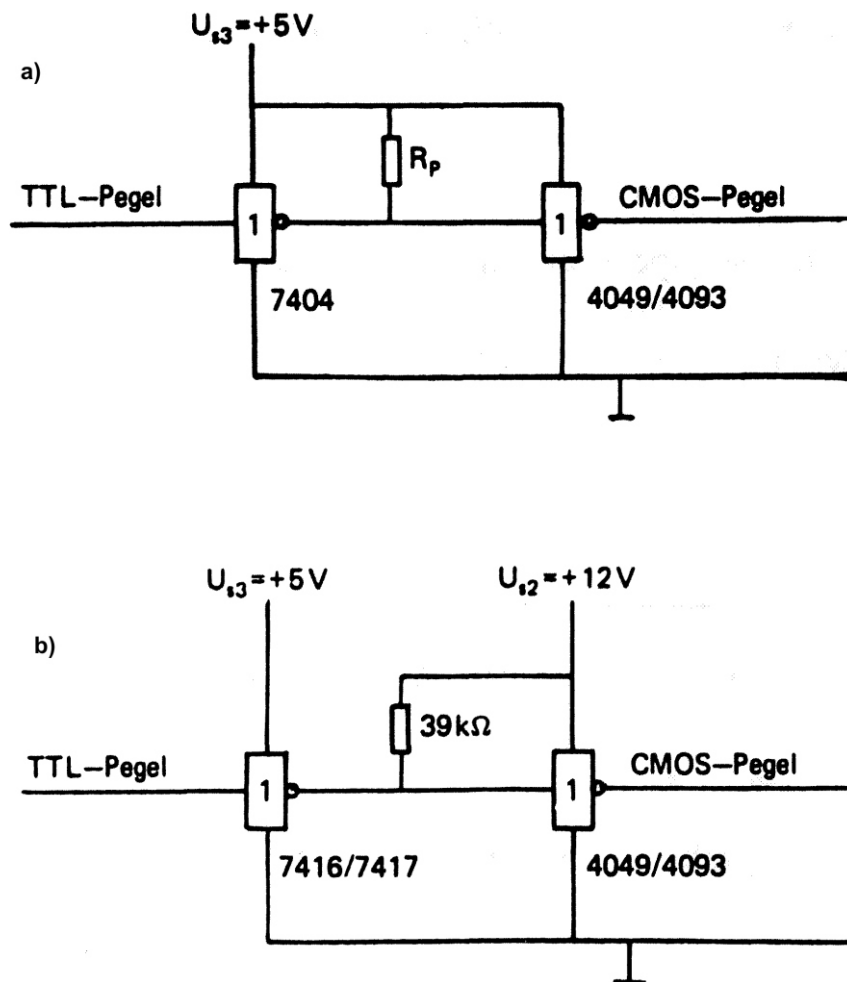 U_s3=+5V
a)
R_P
TTL-Pegel
1
1
CMOS-Pegel
7404
4049/4093
U_s3=+5V
U_s2=+12V
b)
39kΩ
TTL-Pegel
1
1
CMOS-Pegel
7416/7417
4049/4093